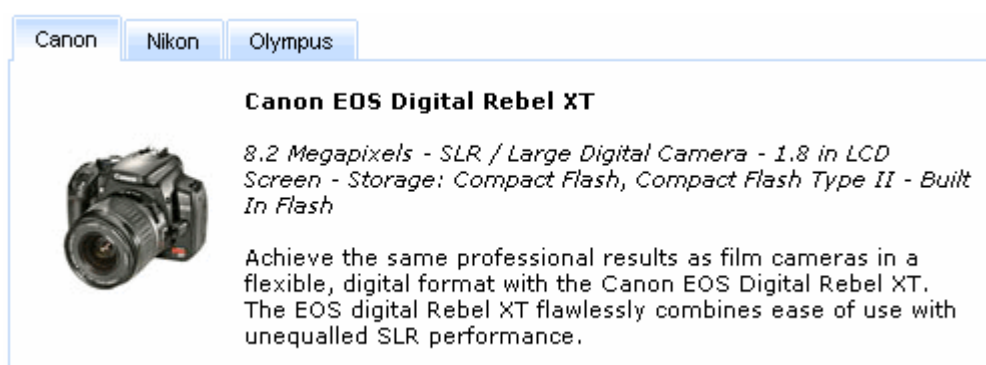 Canon Nikon Olympus
Canon EOS Digital Rebel XT
8.2 Megapixels - SLR / Large Digital Camera - 1.8 in LCD
Screen - Storage: Compact Flash, Compact Flash Type II - Built
In Flash
Achieve the same professional results as film cameras in a
flexible, digital format with the Canon EOS Digital Rebel XT.
The EOS digital Rebel XT flawlessly combines ease of use with
unequalled SLR performance.